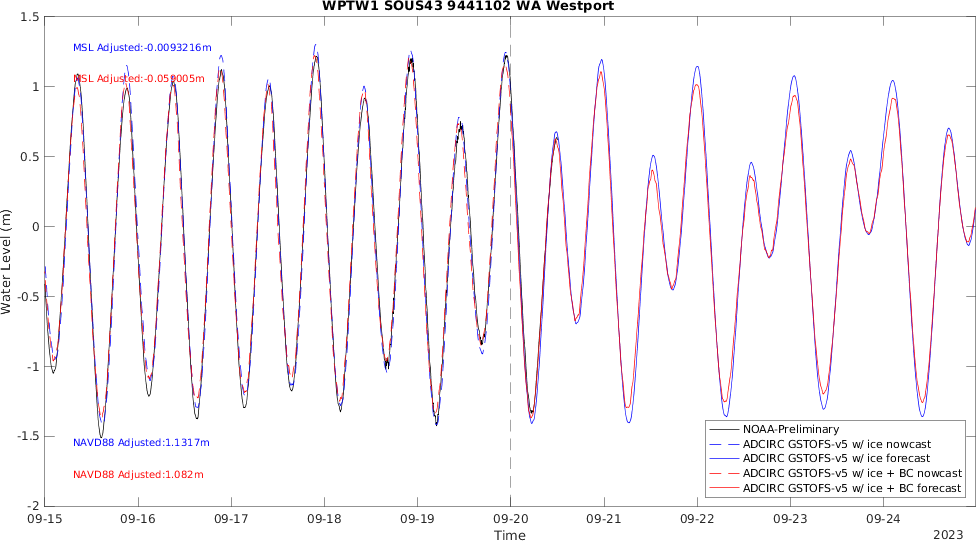 WPTW1 SOUS43 9441102 WA Westport
1.5
1
0.5
0
-0.5
-1
-1.5
-2
Water Level (m)
MSL Adjusted:-0.0093216m
MSL Adjusted:-0.059005m
NAVD88 Adjusted:1.1317m
NAVD88 Adjusted:1.082m
NOAA-Preliminary
ADCIRC GSTOFS-v5 w/ ice nowcast
ADCIRC GSTOFS-v5 w/ ice forecast
ADCIRC GSTOFS-v5 w/ ice + BC nowcast
ADCIRC GSTOFS-v5 w/ ice + BC forecast
09-15 09-16 09-17 09-18 09-19 09-20 09-21 09-22 09-23 09-24
Time
2023